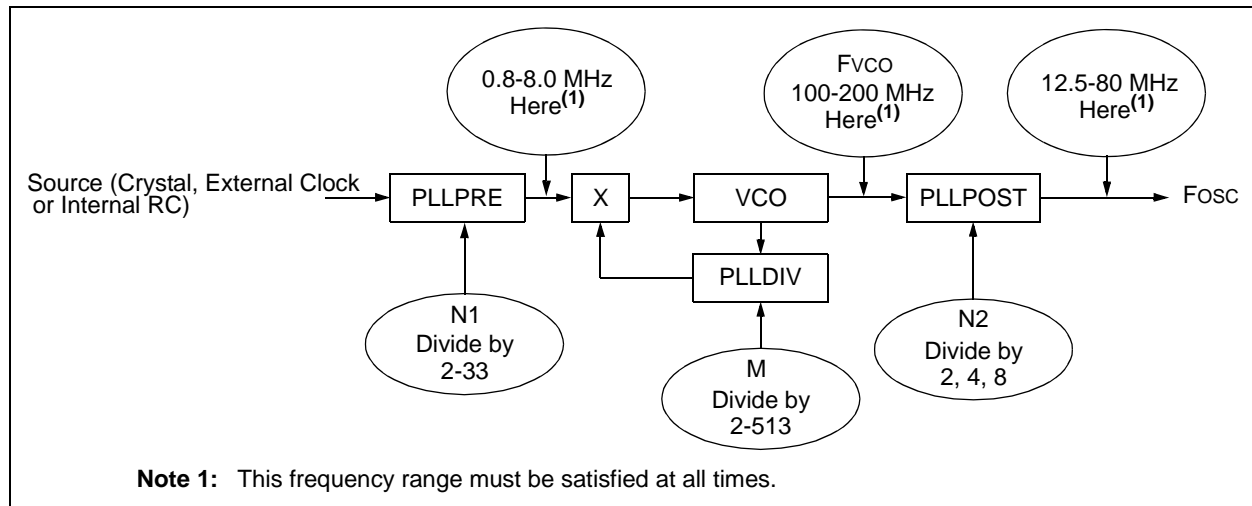 0.8-8.0 MHz
Here(1)
FVCO
100-200 MHz
Here(1)
12.5-80 MHz
Here(1)
Source (Crystal, External Clock
or Internal RC)
PLLPRE
X
VCO
PLLPOST
FOSC
PLLDIV
N1
Divide by
2-33
M
Divide by
2-513
N2
Divide by
2, 4, 8
Note 1: This frequency range must be satisfied at all times.